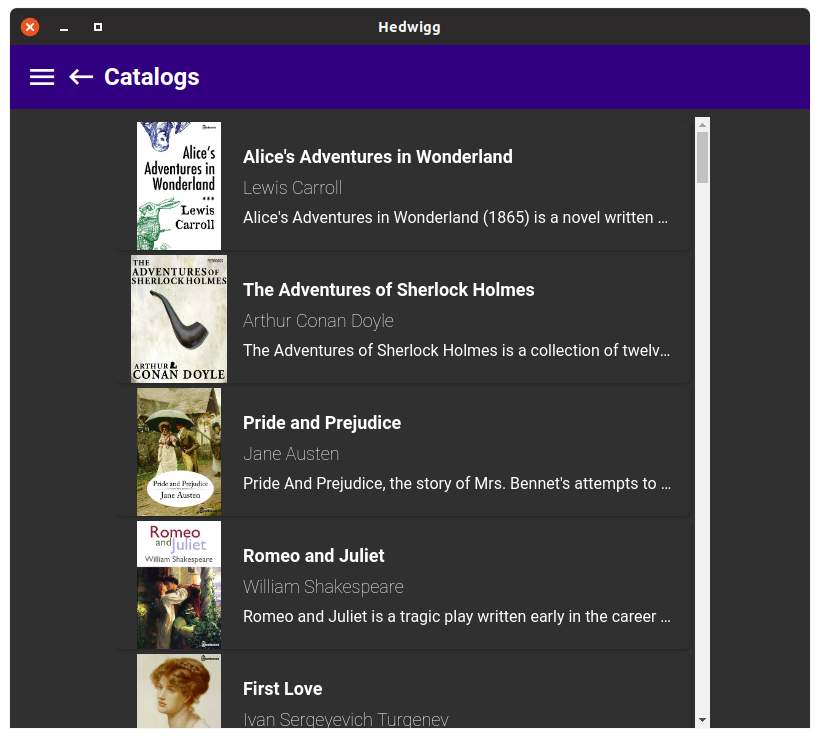 Hedwigg
Catalogs
Alice's
Adventures in
Wonderland
Lewis
Carroll
Alice's Adventures in Wonderland
Lewis Carroll
Alice's Adventures in Wonderland (1865) is a novel written …
THE
ADVENTURES OF
SHERLOCK HOLMES
ARTHUR
CONAN DOYLE
The Adventures of Sherlock Holmes
Arthur Conan Doyle
The Adventures of Sherlock Holmes is a collection of twelv…
Pride and Prejudice
Jane Austen
Pride and Prejudice
Jane Austen
Pride And Prejudice, the story of Mrs. Bennet's attempts to …
Romeo
and Juliet
William Shakespeare
Romeo and Juliet
William Shakespeare
Romeo and Juliet is a tragic play written early in the career …
First Love
Ivan Sergeyevich Turgenev